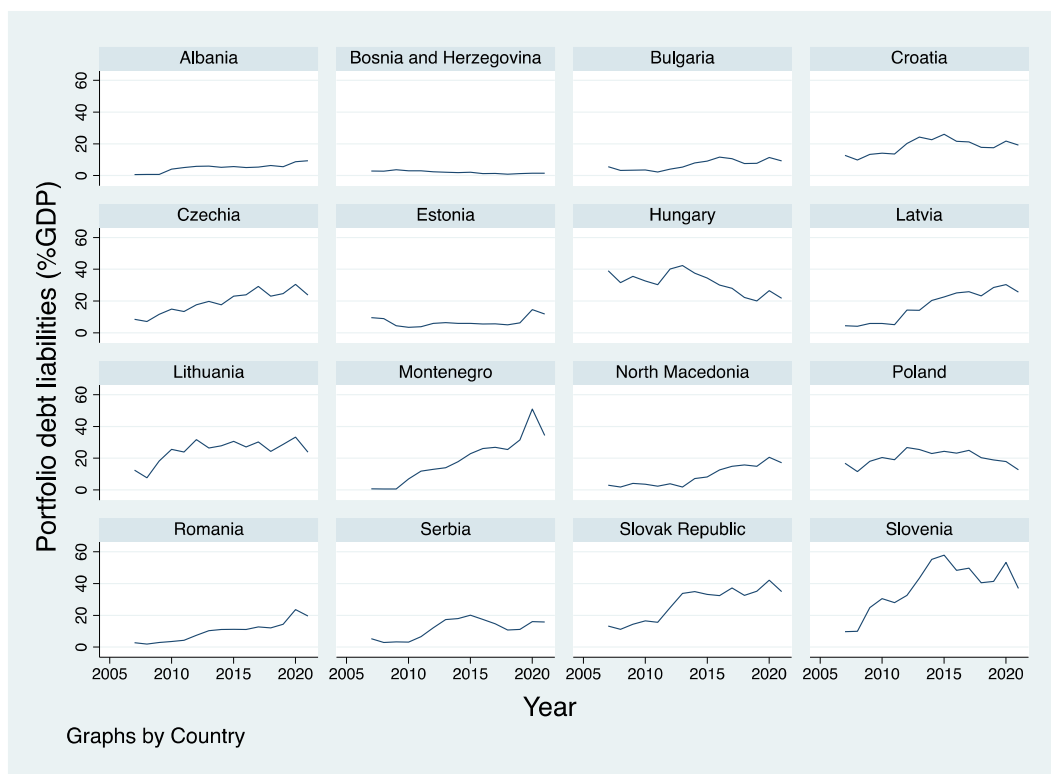 Portfolio debt liabilities (%GDP)
Albania
Bosnia and Herzegovina
Bulgaria
Croatia
60
40
20
0
Czechia
Estonia
Hungary
Latvia
60
40
20
0
Lithuania
Montenegro
North Macedonia
Poland
60
40
20
0
Romania
Serbia
Slovak Republic
Slovenia
60
40
20
0
2005 2010 2015 2020 2005 2010 2015 2020 2005 2010 2015 2020 2005 2010 2015 2020
Year
Graphs by Country